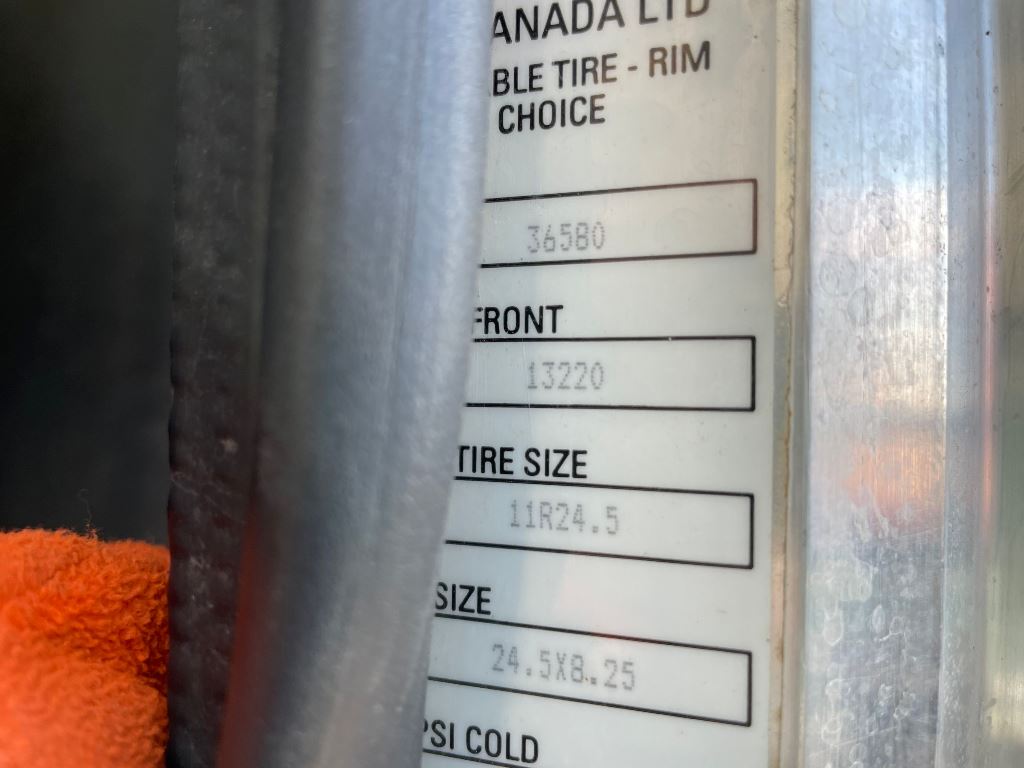 ANADA LTD
BLE TIRE - RIM
CHOICE
36580
FRONT
13220
TIRE SIZE
11R24.5
SIZE
24.5X8.25
PSI COLD